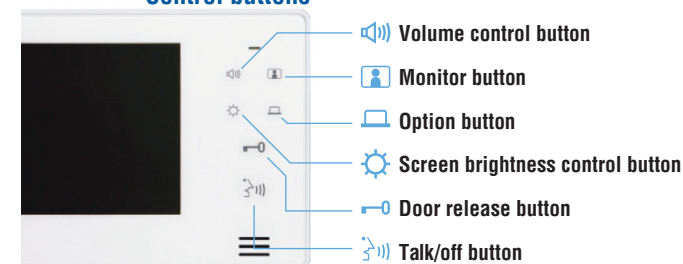 Control buttons
Volume control button
Monitor button
Option button
Screen brightness control button
Door release button
Talk/off button